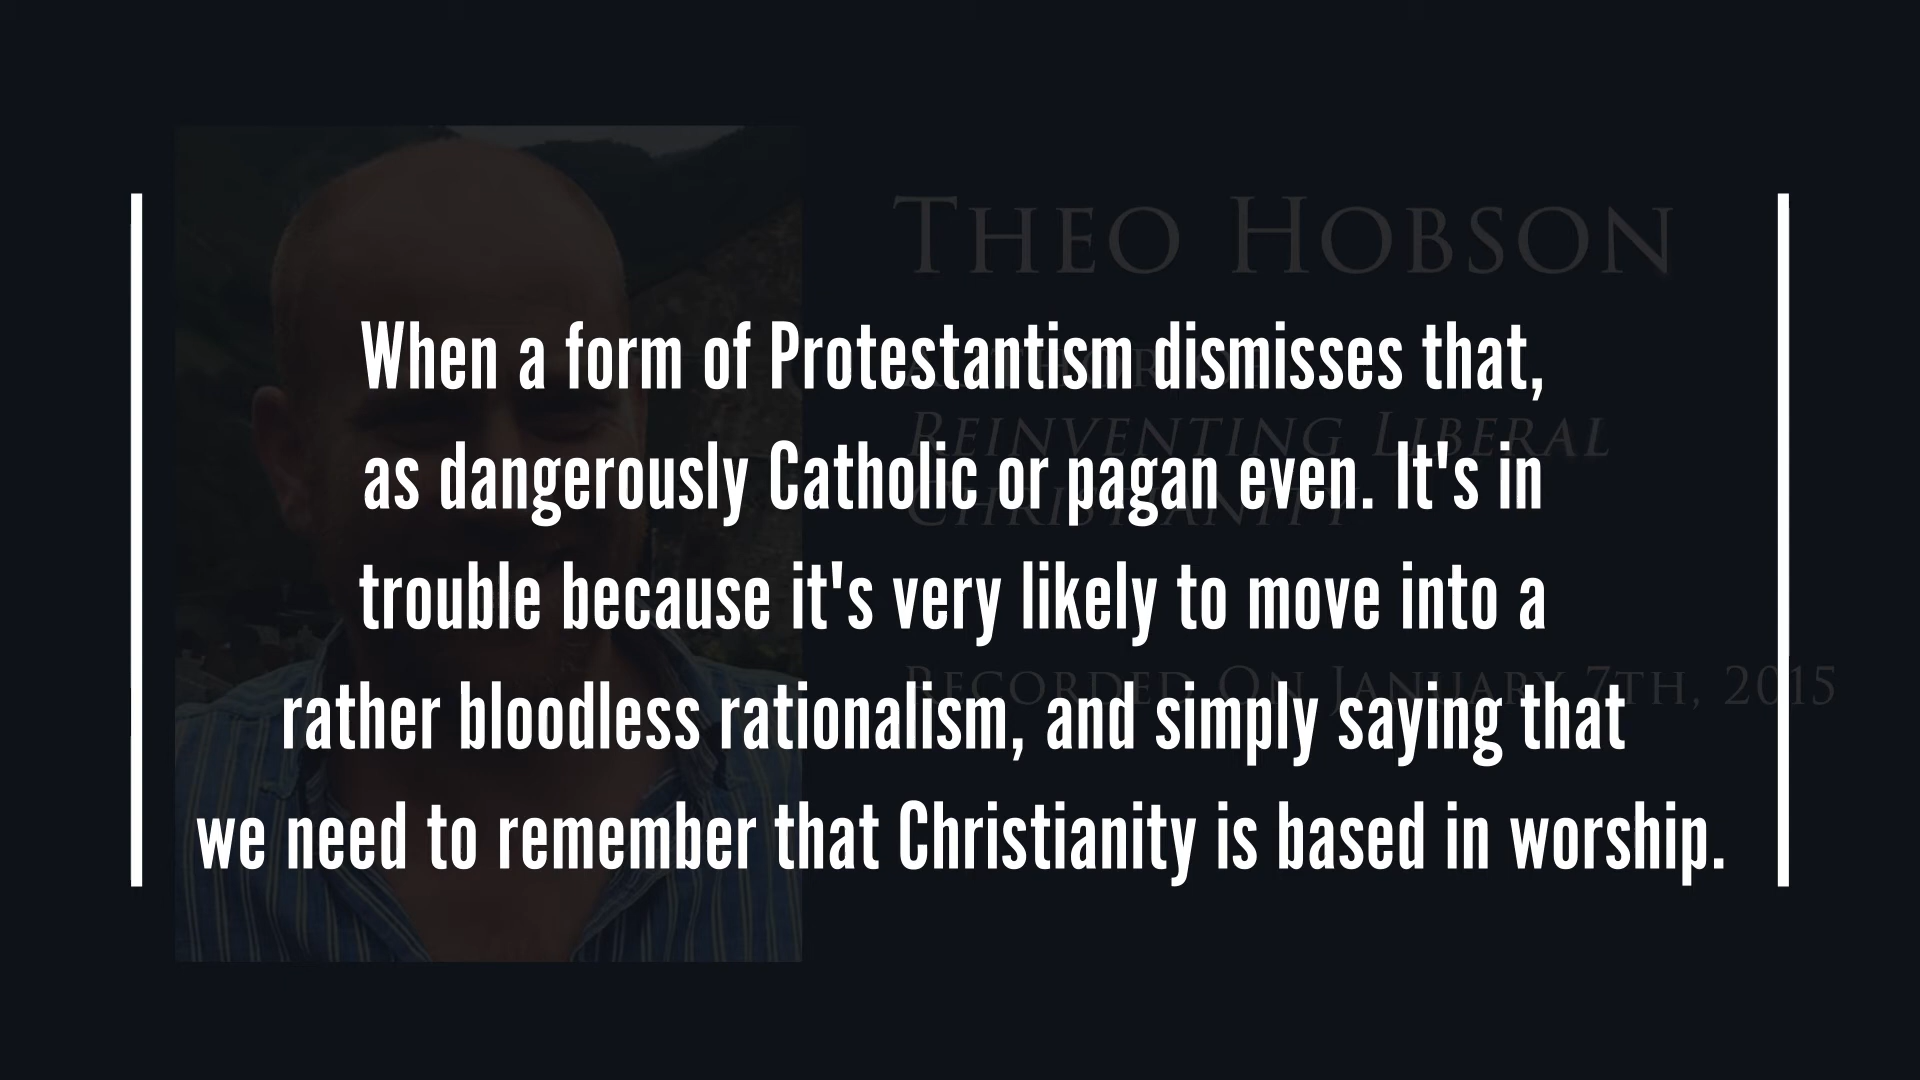 THEO HOBSON
When a form of Protestantism dismisses that,
REINVENTING LIBERAL
as dangerously Catholic or pagan even. It's in
CHRISTIANITY
trouble because it's very likely to move into a
RECORDED ON JANUARY 7TH, 2015
rather bloodless rationalism, and simply saying that
we need to remember that Christianity is based in worship.